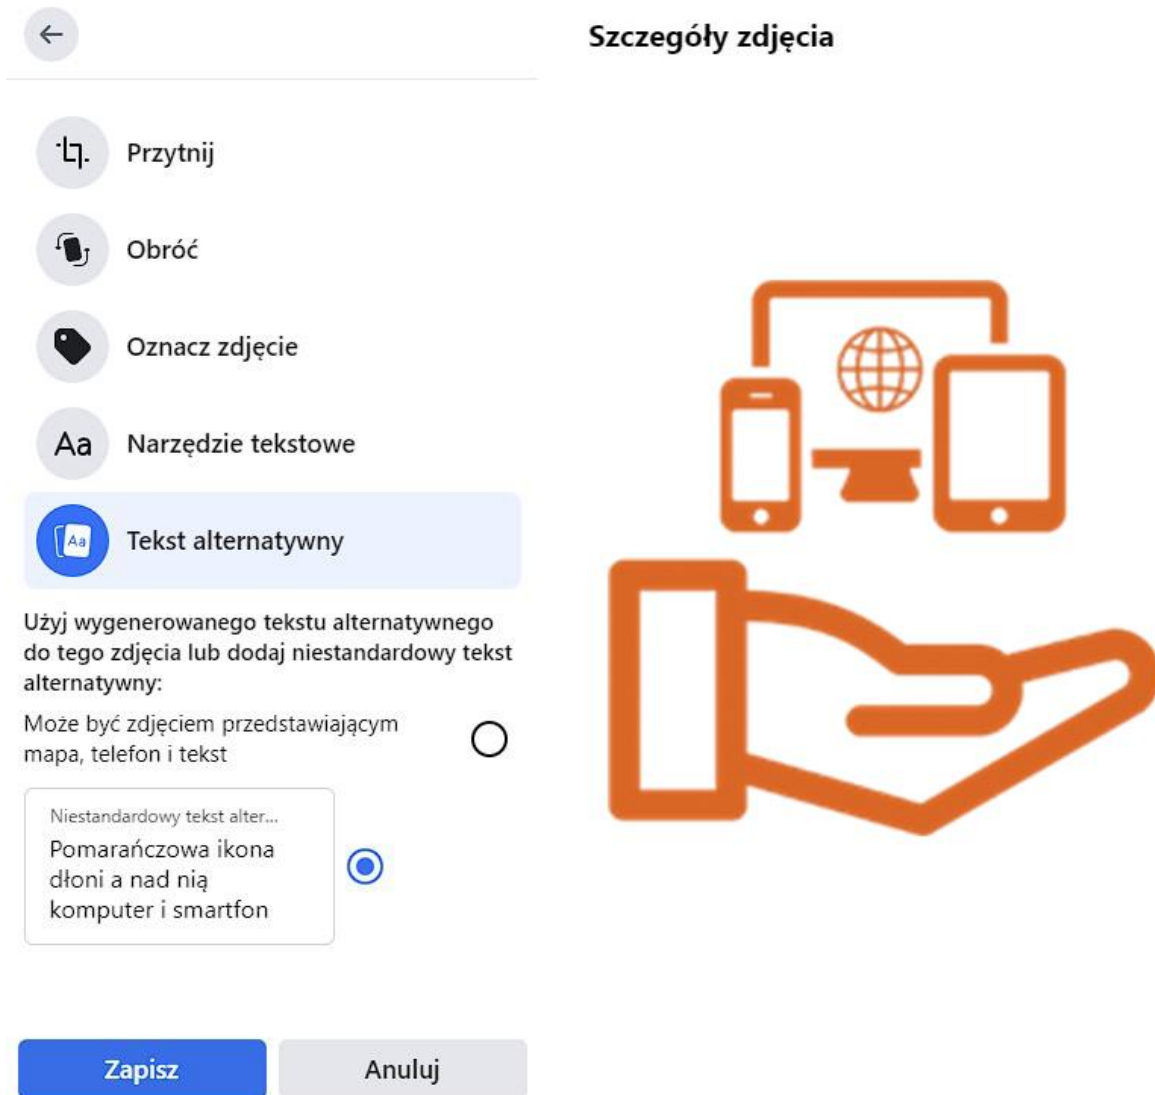 Szczegóły zdjęcia
Przytnij
Obróć
Oznacz zdjęcie
Aa Narzędzie tekstowe
Aa Tekst alternatywny
Użyj wygenerowanego tekstu alternatywnego
do tego zdjęcia lub dodaj niestandardowy tekst
alternatywny:
Może być zdjęciem przedstawiającym
mapa, telefon i tekst
Niestandardowy tekst alter...
Pomarańczowa ikona
dłoni a nad nią
komputer i smartfon
Zapisz Anuluj